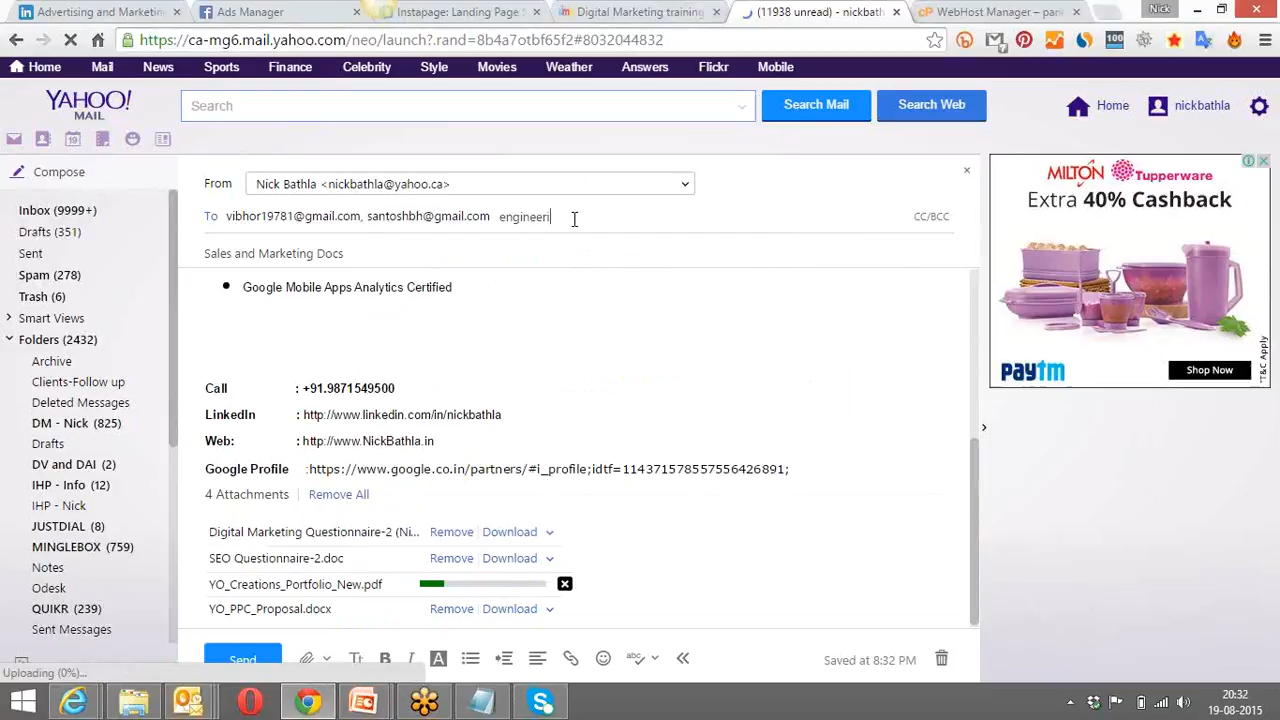 Advertising and Marketing
Ads Manager
Instapage: Landing Page
Digital Marketing training
(11938 unread) - nickbath
WebHost Manager – pan
Nick
https://ca-mg6.mail.yahoo.com/neo/launch?.rand=8b4a7otbf65f2#8032044832
Home Mail News Sports Finance Celebrity Style Movies Weather Answers Flickr Mobile
YAHOO!
MAIL
Search
Search Mail
Search Web
Home
nickbathla
Compose
Inbox (9999+)
Drafts (351)
Sent
Spam (278)
Trash (6)
Smart Views
Folders (2432)
Archive
Clients-Follow up
Deleted Messages
DM - Nick (825)
Drafts
DV and DAI (2)
IHP - Info (12)
IHP - Nick
JUSTDIAL (8)
MINGLEBOX (759)
Notes
Odesk
QUIKR (239)
Sent Messages
Uploading (0%)...
From Nick Bathla <nickbathla@yahoo.ca>
To vibhor19781@gmail.com, santoshbh@gmail.com engineeri
CC/BCC
Sales and Marketing Docs
• Google Mobile Apps Analytics Certified
Call : +91.9871549500
LinkedIn : http://www.linkedin.com/in/nickbathla
Web: : http://www.NickBathla.in
Google Profile :https://www.google.co.in/partners/#i_profile;idtf=114371578557556426891;
4 Attachments | Remove All
Digital Marketing Questionnaire-2 (Ni... Remove | Download
SEO Questionnaire-2.doc Remove | Download
YO_Creations_Portfolio_New.pdf
YO_PPC_Proposal.docx Remove | Download
Send
Saved at 8:32 PM
MILTON Tupperware
Extra 40% Cashback
paytm
Shop Now
*T&C Apply
20:32
19-08-2015